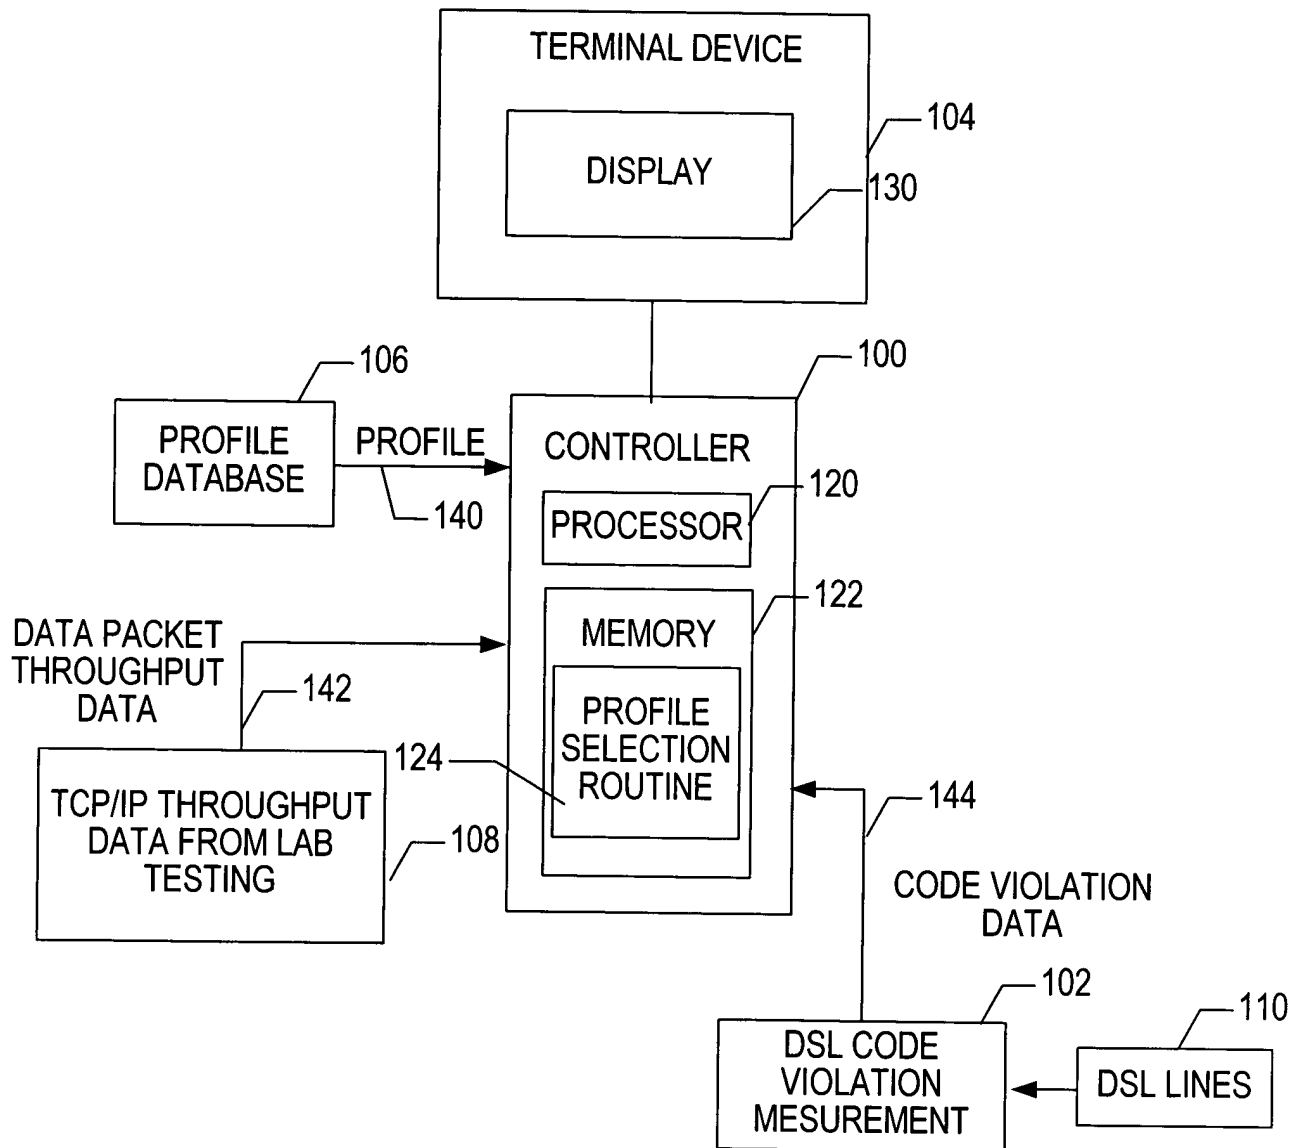 TERMINAL DEVICE
DISPLAY
104
130
106
100
PROFILE
DATABASE
PROFILE
140
CONTROLLER
120
PROCESSOR
122
MEMORY
DATA PACKET
THROUGHPUT
DATA
142
PROFILE
SELECTION
ROUTINE
124
TCP/IP THROUGHPUT
DATA FROM LAB
TESTING
108
144
CODE VIOLATION
DATA
102
110
DSL CODE
VIOLATION
MESUREMENT
DSL LINES